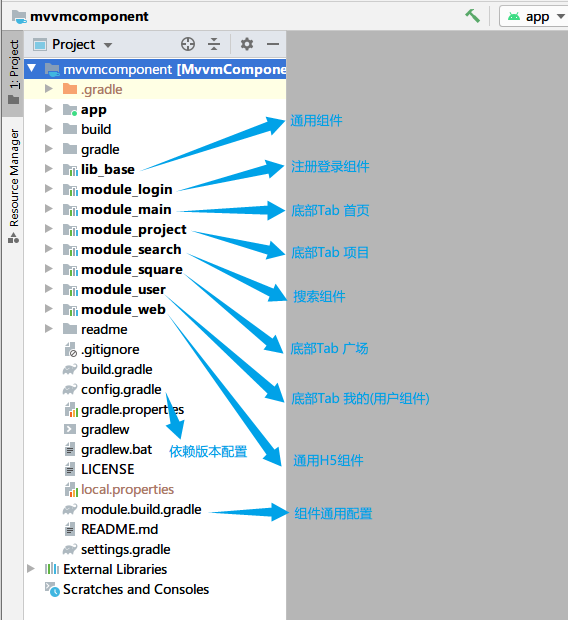 mvvmcomponent
app
1: Project
Resource Manager
Project
mvvmcomponent [MvvmCompone
.gradle
app
build
gradle
lib_base
通用组件
module_login
注册登录组件
module_main
底部Tab 首页
module_project
底部Tab 项目
module_search
搜索组件
module_square
底部Tab 广场
module_user
底部Tab 我的(用户组件)
module_web
通用H5组件
readme
.gitignore
build.gradle
config.gradle
依赖版本配置
gradle.properties
gradlew
gradlew.bat
LICENSE
local.properties
module.build.gradle
组件通用配置
README.md
settings.gradle
External Libraries
Scratches and Consoles